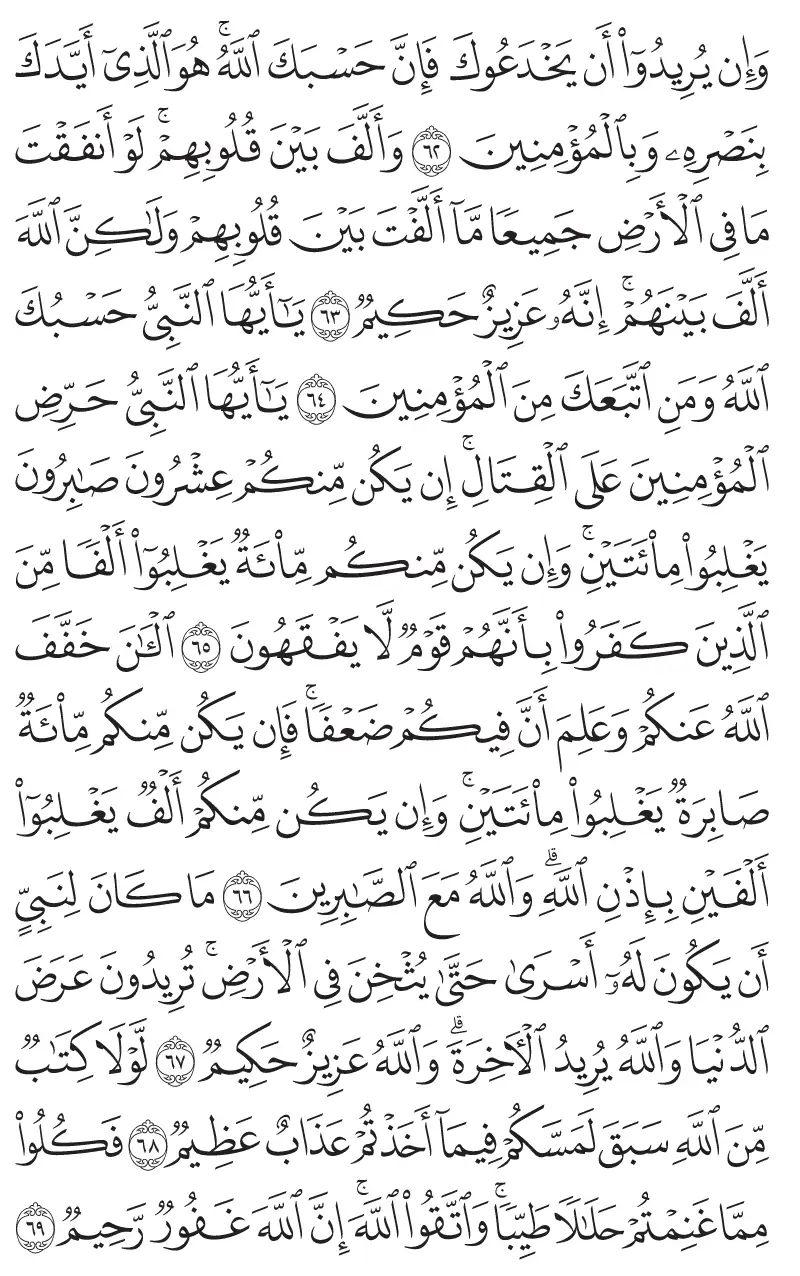 وَإِن يُرِيدُوٓا۟ أَن يَخْدَعُوكَ فَإِنَّ حَسْبَكَ ٱللَّهُ ۚ هُوَ ٱلَّذِىٓ أَيَّدَكَ
بِنَصْرِهِۦ وَبِٱلْمُؤْمِنِينَ ٦٢ وَأَلَّفَ بَيْنَ قُلُوبِهِمْ ۚ لَوْ أَنفَقْتَ
مَا فِى ٱلْأَرْضِ جَمِيعًا مَّآ أَلَّفْتَ بَيْنَ قُلُوبِهِمْ وَلَـٰكِنَّ ٱللَّهَ
أَلَّفَ بَيْنَهُمْ ۚ إِنَّهُۥ عَزِيزٌ حَكِيمٌ ٦٣ يَـٰٓأَيُّهَا ٱلنَّبِىُّ حَسْبُكَ
ٱللَّهُ وَمَنِ ٱتَّبَعَكَ مِنَ ٱلْمُؤْمِنِينَ ٦٤ يَـٰٓأَيُّهَا ٱلنَّبِىُّ حَرِّضِ
ٱلْمُؤْمِنِينَ عَلَى ٱلْقِتَالِ ۚ إِن يَكُن مِّنكُمْ عِشْرُونَ صَـٰبِرُونَ
يَغْلِبُوا۟ مِا۟ئَتَيْنِ ۚ وَإِن يَكُن مِّنكُم مِّا۟ئَةٌ يَغْلِبُوٓا۟ أَلْفًا مِّنَ
ٱلَّذِينَ كَفَرُوا۟ بِأَنَّهُمْ قَوْمٌ لَّا يَفْقَهُونَ ٦٥ ٱلْـَٔـٰنَ خَفَّفَ
ٱللَّهُ عَنكُمْ وَعَلِمَ أَنَّ فِيكُمْ ضَعْفًا ۚ فَإِن يَكُن مِّنكُم مِّا۟ئَةٌ
صَابِرَةٌ يَغْلِبُوا۟ مِا۟ئَتَيْنِ ۚ وَإِن يَكُن مِّنكُمْ أَلْفٌ يَغْلِبُوٓا۟
أَلْفَيْنِ بِإِذْنِ ٱللَّهِ ۗ وَٱللَّهُ مَعَ ٱلصَّـٰبِرِينَ ٦٦ مَا كَانَ لِنَبِىٍّ
أَن يَكُونَ لَهُۥٓ أَسْرَىٰ حَتَّىٰ يُثْخِنَ فِى ٱلْأَرْضِ ۚ تُرِيدُونَ عَرَضَ
ٱلدُّنْيَا وَٱللَّهُ يُرِيدُ ٱلْـَٔاخِرَةَ ۗ وَٱللَّهُ عَزِيزٌ حَكِيمٌ ٦٧ لَّوْلَا كِتَـٰبٌ
مِّنَ ٱللَّهِ سَبَقَ لَمَسَّكُمْ فِيمَآ أَخَذْتُمْ عَذَابٌ عَظِيمٌ ٦٨ فَكُلُوا۟
مِمَّا غَنِمْتُمْ حَلَـٰلًا طَيِّبًا ۚ وَٱتَّقُوا۟ ٱللَّهَ ۚ إِنَّ ٱللَّهَ غَفُورٌ رَّحِيمٌ ٦٩